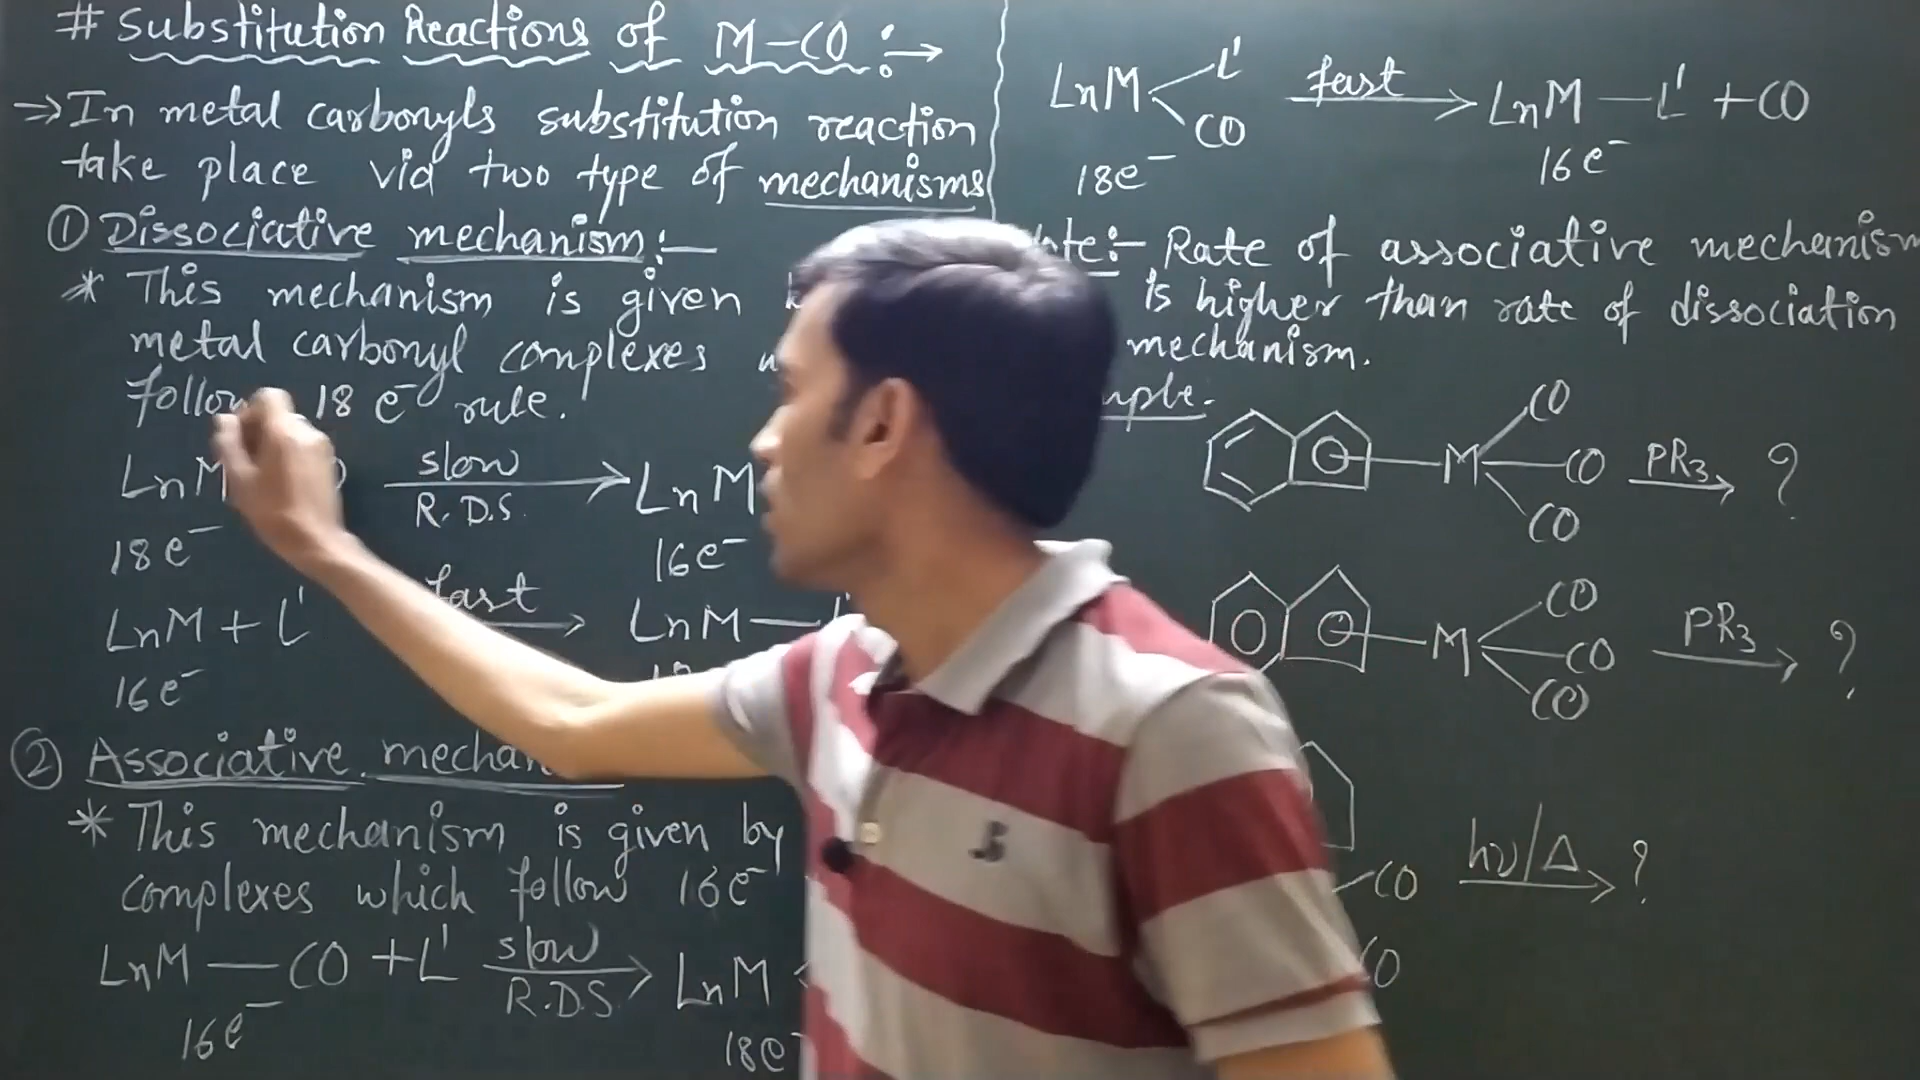 # Substitution Reactions of M-CO :→
⇒ In metal carbonyls substitution reaction
take place via two type of mechanisms
① Dissociative mechanism:-
* This mechanism is given
metal carbonyl complexes
follow 18 e⁻ rule.
LnM slow R.D.S. → LnM
18e⁻ 16e⁻
LnM + L' fast → LnM—L'
16e⁻
② Associative
* This mechanism is given by
complexes which follow 16e⁻
LnM—CO + L' slow R.D.S. → LnM
16e⁻ 18e⁻
LnM L' CO fast → LnM—L' + CO
18e⁻ 16e⁻
:- Rate of associative mechanism
is higher than rate of dissociation
mechanism.
M CO CO CO PR₃ → ?
M CO CO CO PR₃ → ?
CO hν/Δ → ?
CO